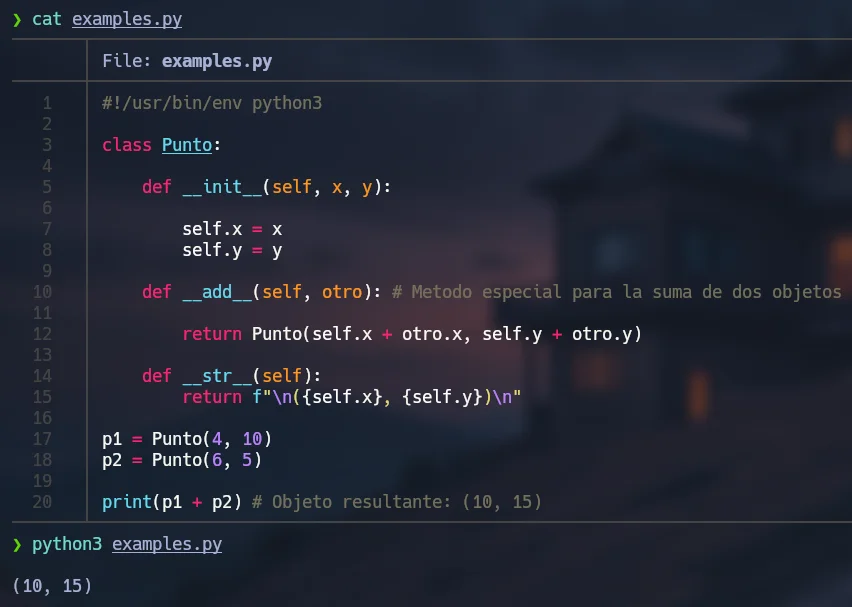 ❯ cat examples.py
File: examples.py
1 #!/usr/bin/env python3
2
3 class Punto:
4
5     def __init__(self, x, y):
6
7         self.x = x
8         self.y = y
9
10     def __add__(self, otro): # Metodo especial para la suma de dos objetos
11
12         return Punto(self.x + otro.x, self.y + otro.y)
13
14     def __str__(self):
15         return f"\n({self.x}, {self.y})\n"
16
17 p1 = Punto(4, 10)
18 p2 = Punto(6, 5)
19
20 print(p1 + p2) # Objeto resultante: (10, 15)
❯ python3 examples.py
(10, 15)